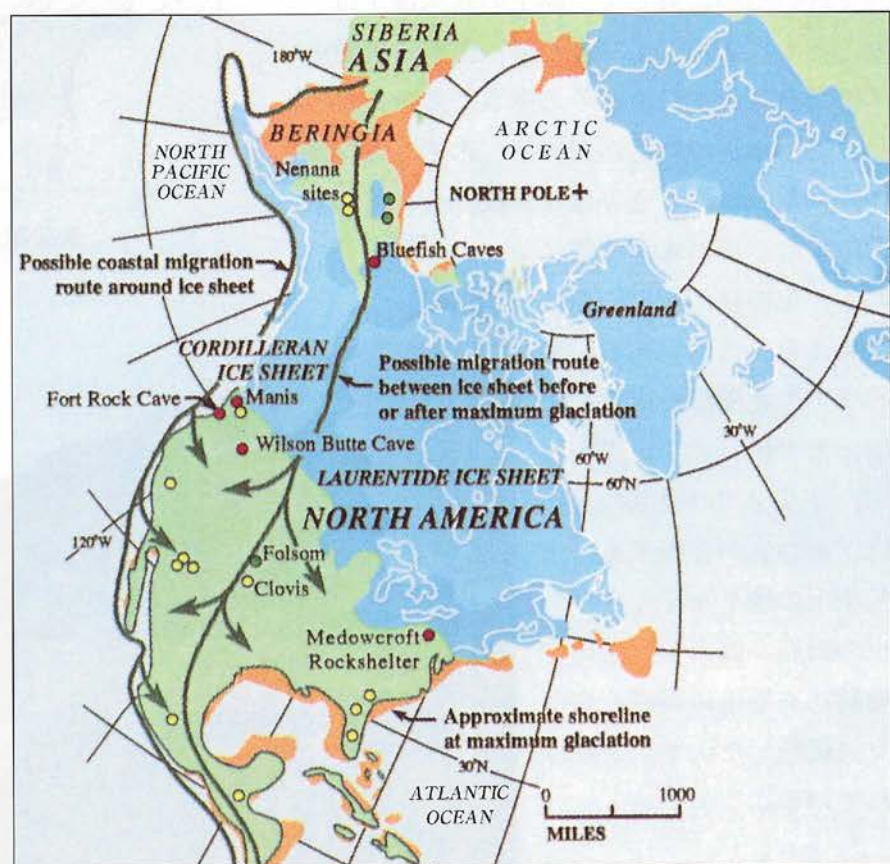 SIBERIA
ASIA
180°W
BERINGIA
ARCTIC
OCEAN
NORTH
PACIFIC
OCEAN
Nenana
sites
NORTH POLE+
Bluefish Caves
Possible coastal migration
route around ice sheet
Greenland
CORDILLERAN
ICE SHEET
Possible migration route
between ice sheet before
or after maximum glaciation
Fort Rock Cave
Manis
30°W
Wilson Butte Cave
60°W
LAURENTIDE ICE SHEET
60°N
NORTH AMERICA
120°W
Folsom
Clovis
Medowcroft
Rockshelter
Approximate shoreline
at maximum glaciation
30°N
ATLANTIC
OCEAN
0 1000
MILES